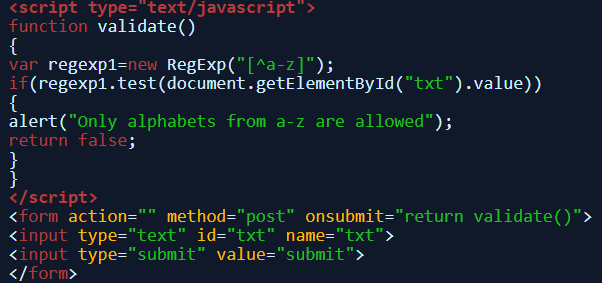 <script type="text/javascript">
function validate()
{
var regexp1=new RegExp("[^a-z]");
if(regexp1.test(document.getElementById("txt").value))
{
alert("Only alphabets from a-z are allowed");
return false;
}
}
</script>
<form action="" method="post" onsubmit="return validate()">
<input type="text" id="txt" name="txt">
<input type="submit" value="submit">
</form>